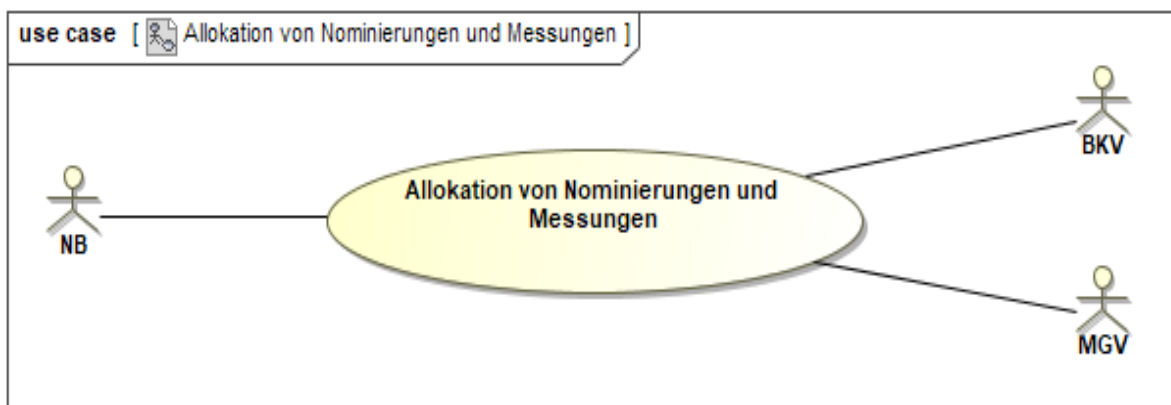 use case [ Allokation von Nominierungen und Messungen ]
BKV
Allokation von Nominierungen und
Messungen
NB
MGV